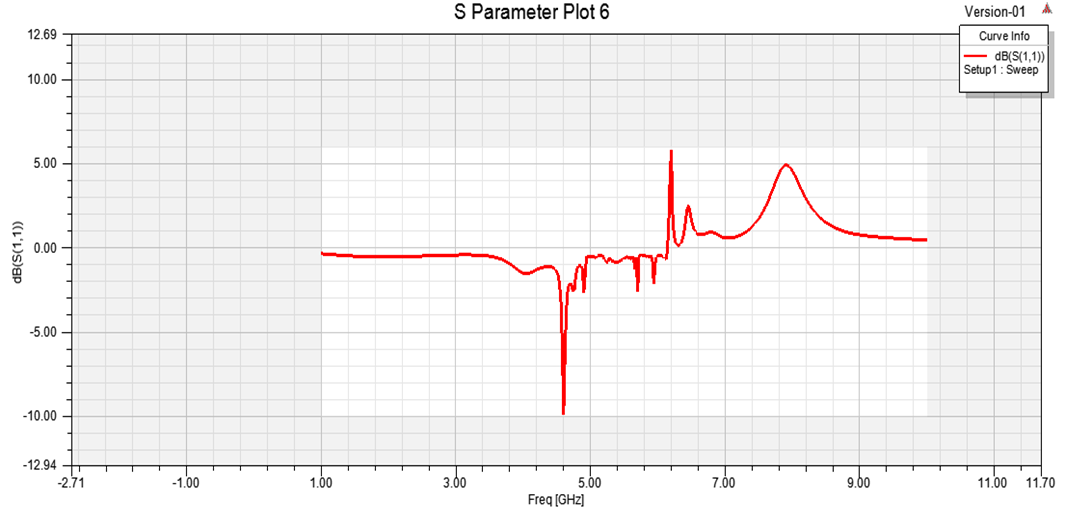 S Parameter Plot 6
Version-01
Curve Info
dB(S(1,1))
Setup1 : Sweep
12.69
10.00
5.00
0.00
-5.00
-10.00
-12.94
dB(S(1,1))
-2.71 -1.00 1.00 3.00 5.00 7.00 9.00 11.00 11.70
Freq [GHz]